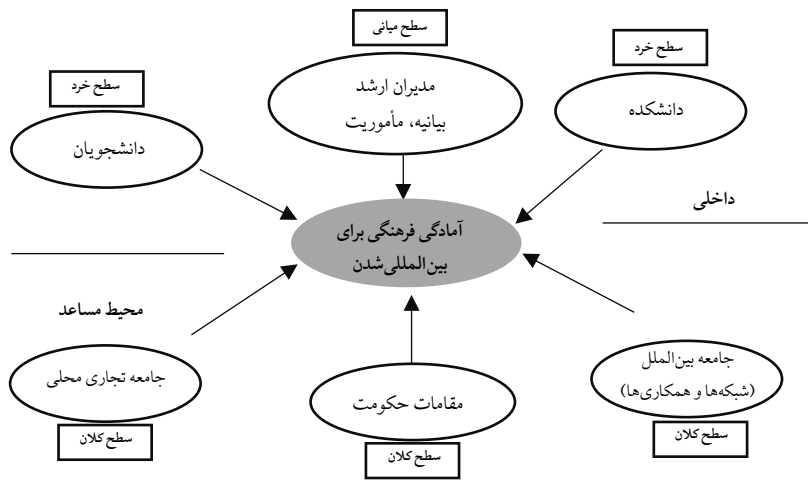 سطح میانی
سطح خرد
سطح خرد
مدیران ارشد
بیانیه، مأموریت
دانشکده
دانشجویان
داخلی
آمادگی فرهنگی برای
بین‌المللی‌شدن
محیط مساعد
جامعه بین‌الملل
(شبکه‌ها و همکاری‌ها)
مقامات حکومت
جامعه تجاری محلی
سطح کلان
سطح کلان
سطح کلان